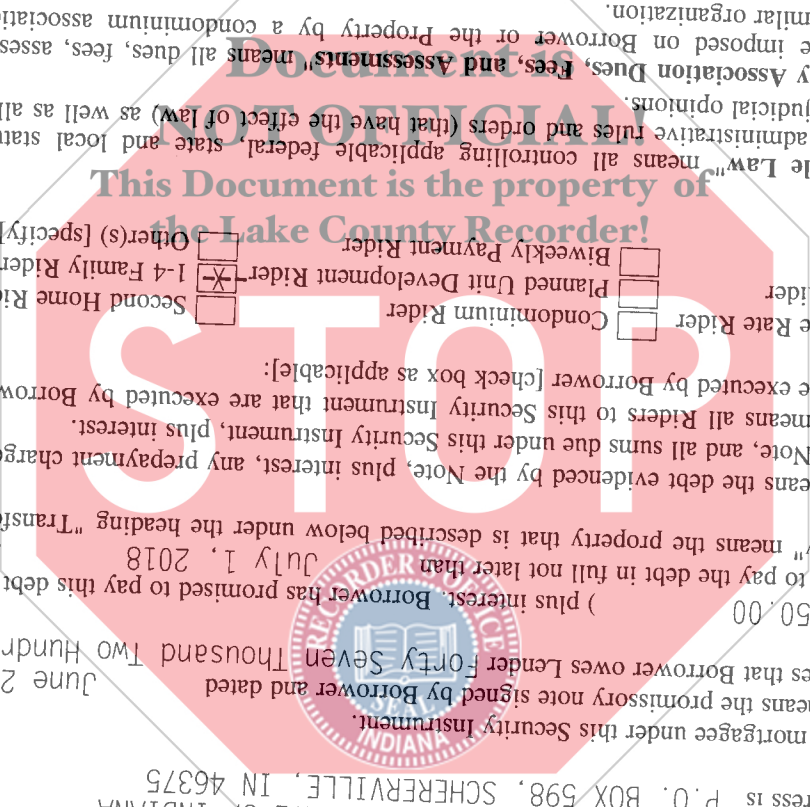 ress is P.O. BOX 598, SCHERERVILLE, IN 46375
mortgagee under this Security Instrument.
eans the promissory note signed by Borrower and dated June 2
es that Borrower owes Lender Forty Seven Thousand Two Hundr
50.00 ) plus interest. Borrower has promised to pay this debt
to pay the debt in full not later than July 1, 2018
" means the property that is described below under the heading "Transf
eans the debt evidenced by the Note, plus interest, any prepayment charge
Note, and all sums due under this Security Instrument, plus interest.
means all Riders to this Security Instrument that are executed by Borrow
e executed by Borrower [check box as applicable]:
e Rate Rider Condominium Rider Second Home Ri
ider Planned Unit Development Rider X 1-4 Family Rider
Biweekly Payment Rider Other(s) [specify]
le Law" means all controlling applicable federal, state and local statu
administrative rules and orders (that have the effect of law) as well as all
judicial opinions.
y Association Dues, Fees, and Assessments" means all dues, fees, asses
e imposed on Borrower or the Property by a condominium associati
milar organization.
Document is
NOT OFFICIAL!
This Document is the property of
the Lake County Recorder!
STOP
RECORDER'S OFFICE
SEAL
INDIANA